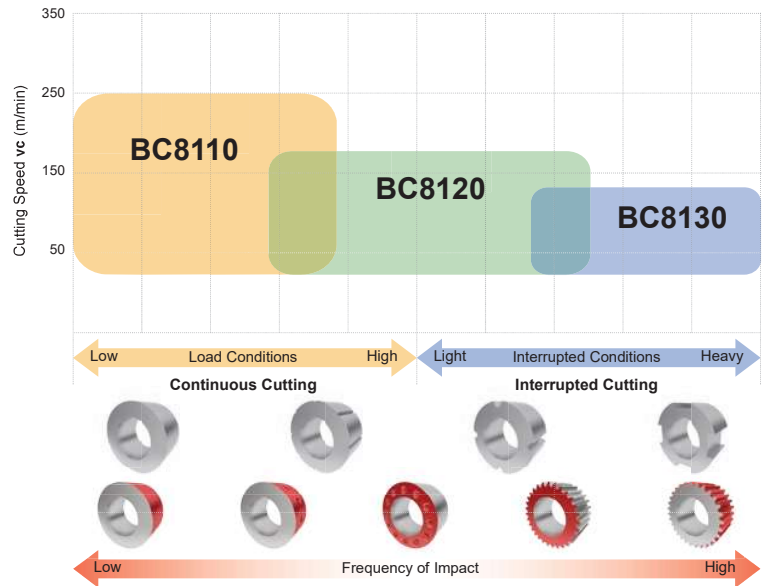 350
250
150
50
Cutting Speed vc (m/min)
BC8110
BC8120
BC8130
Low Load Conditions High
Light Interrupted Conditions Heavy
Continuous Cutting
Interrupted Cutting
Low Frequency of Impact High